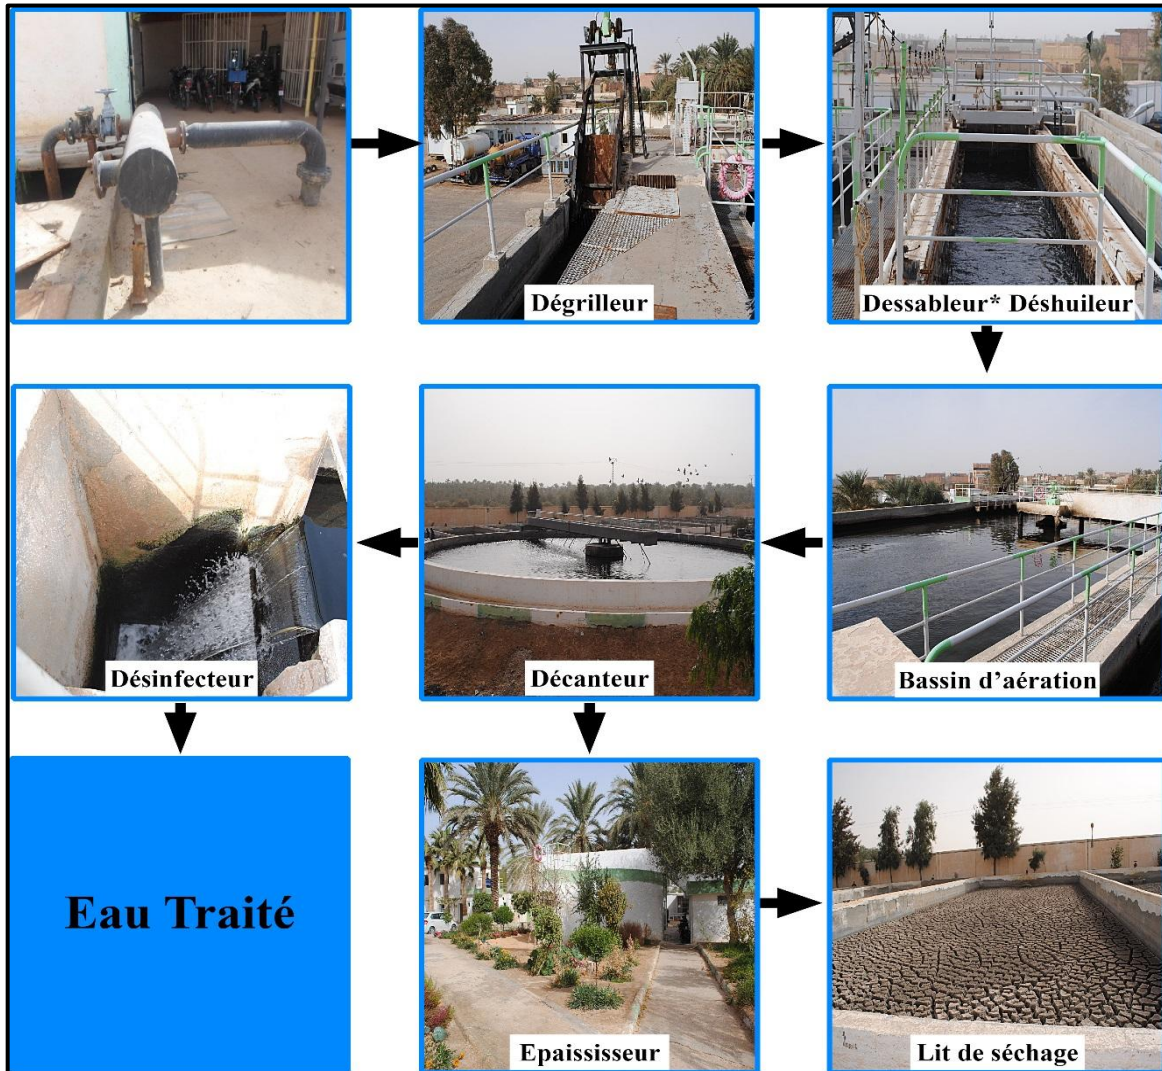 Dégrilleur
Dessableur* Déshuileur
Désinfecteur
Décanteur
Bassin d’aération
Eau Traité
Epaississeur
Lit de séchage